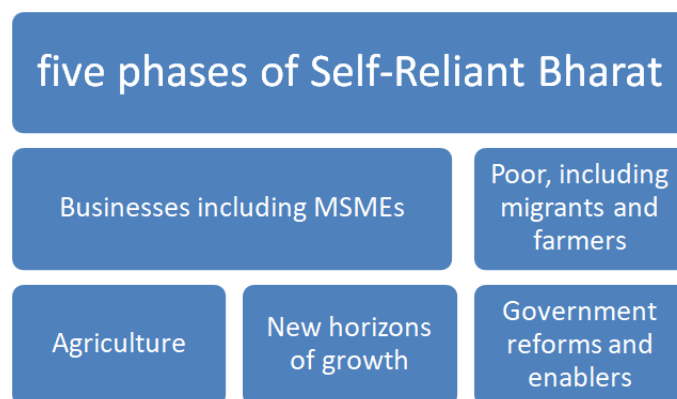 five phases of Self-Reliant Bharat
Businesses including MSMEs
Poor, including
migrants and
farmers
Agriculture
New horizons
of growth
Government
reforms and
enablers